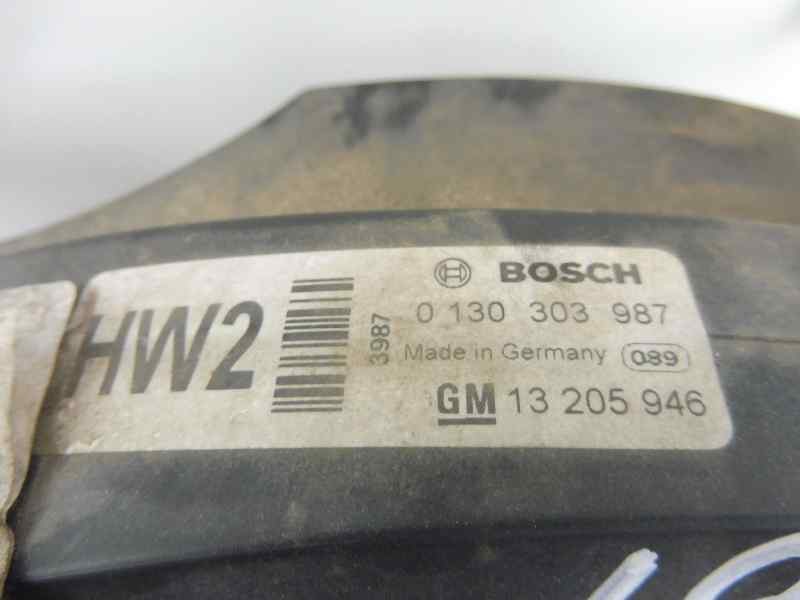 HW2
3987
BOSCH
0 130 303 987
Made in Germany 089
GM 13 205 946